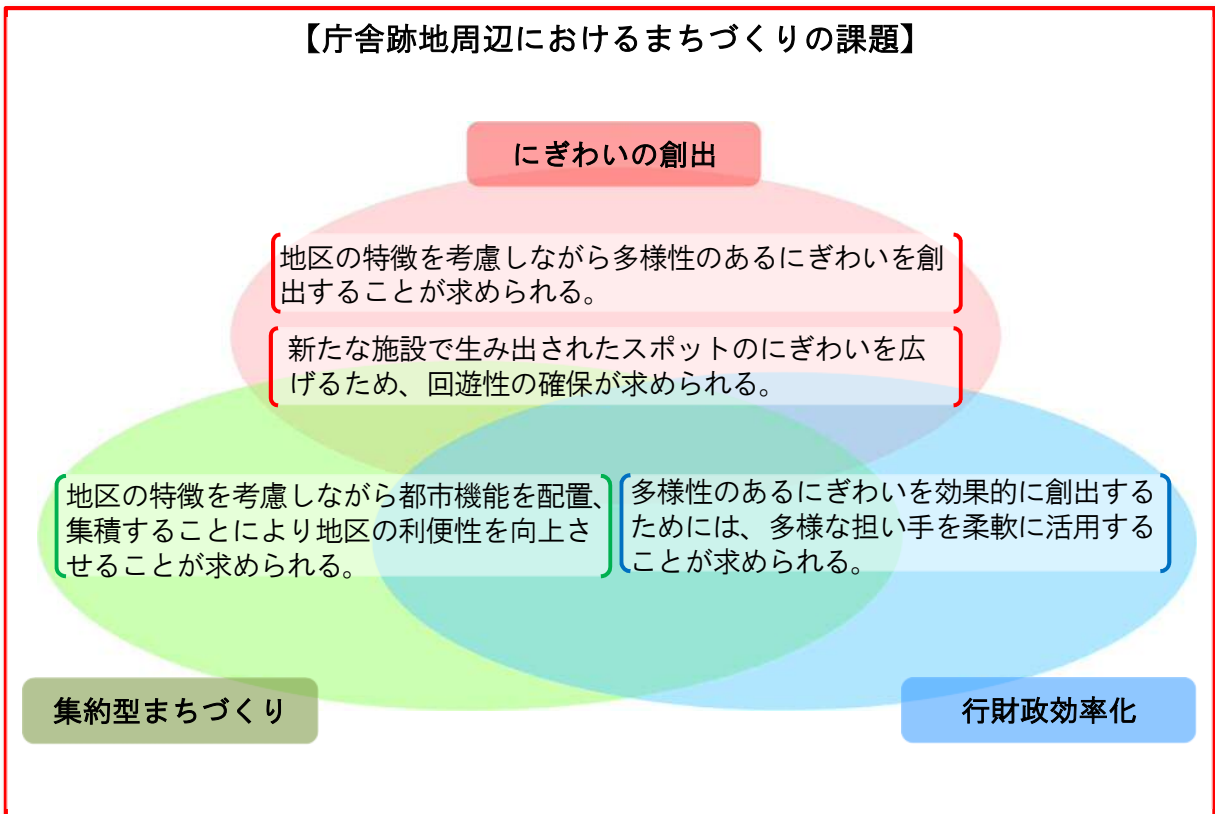 【庁舎跡地周辺におけるまちづくりの課題】
にぎわいの創出
地区の特徴を考慮しながら多様性のあるにぎわいを創
出することが求められる。
新たな施設で生み出されたスポットのにぎわいを広
げるため、回遊性の確保が求められる。
地区の特徴を考慮しながら都市機能を配置、
集積することにより地区の利便性を向上さ
せることが求められる。
多様性のあるにぎわいを効果的に創出する
ためには、多様な担い手を柔軟に活用する
ことが求められる。
集約型まちづくり
行財政効率化